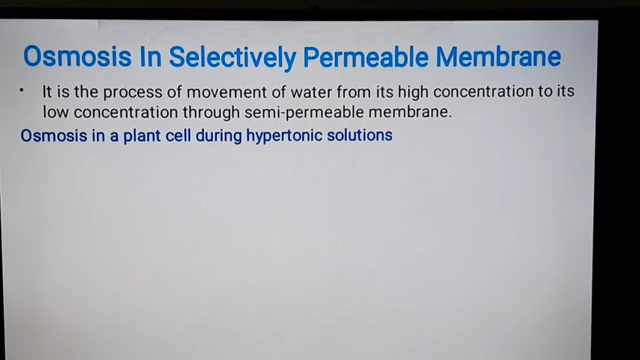 Osmosis In Selectively Permeable Membrane
• It is the process of movement of water from its high concentration to its
low concentration through semi-permeable membrane.
Osmosis in a plant cell during hypertonic solutions